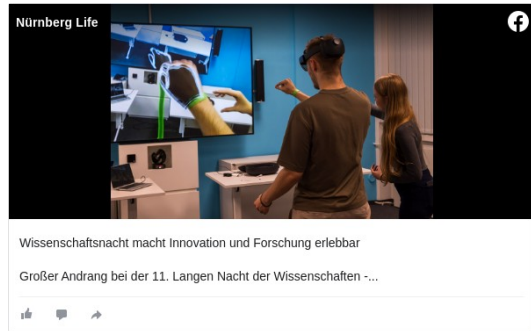 Nürnberg Life
Wissenschaftsnacht macht Innovation und Forschung erlebbar
Großer Andrang bei der 11. Langen Nacht der Wissenschaften -...